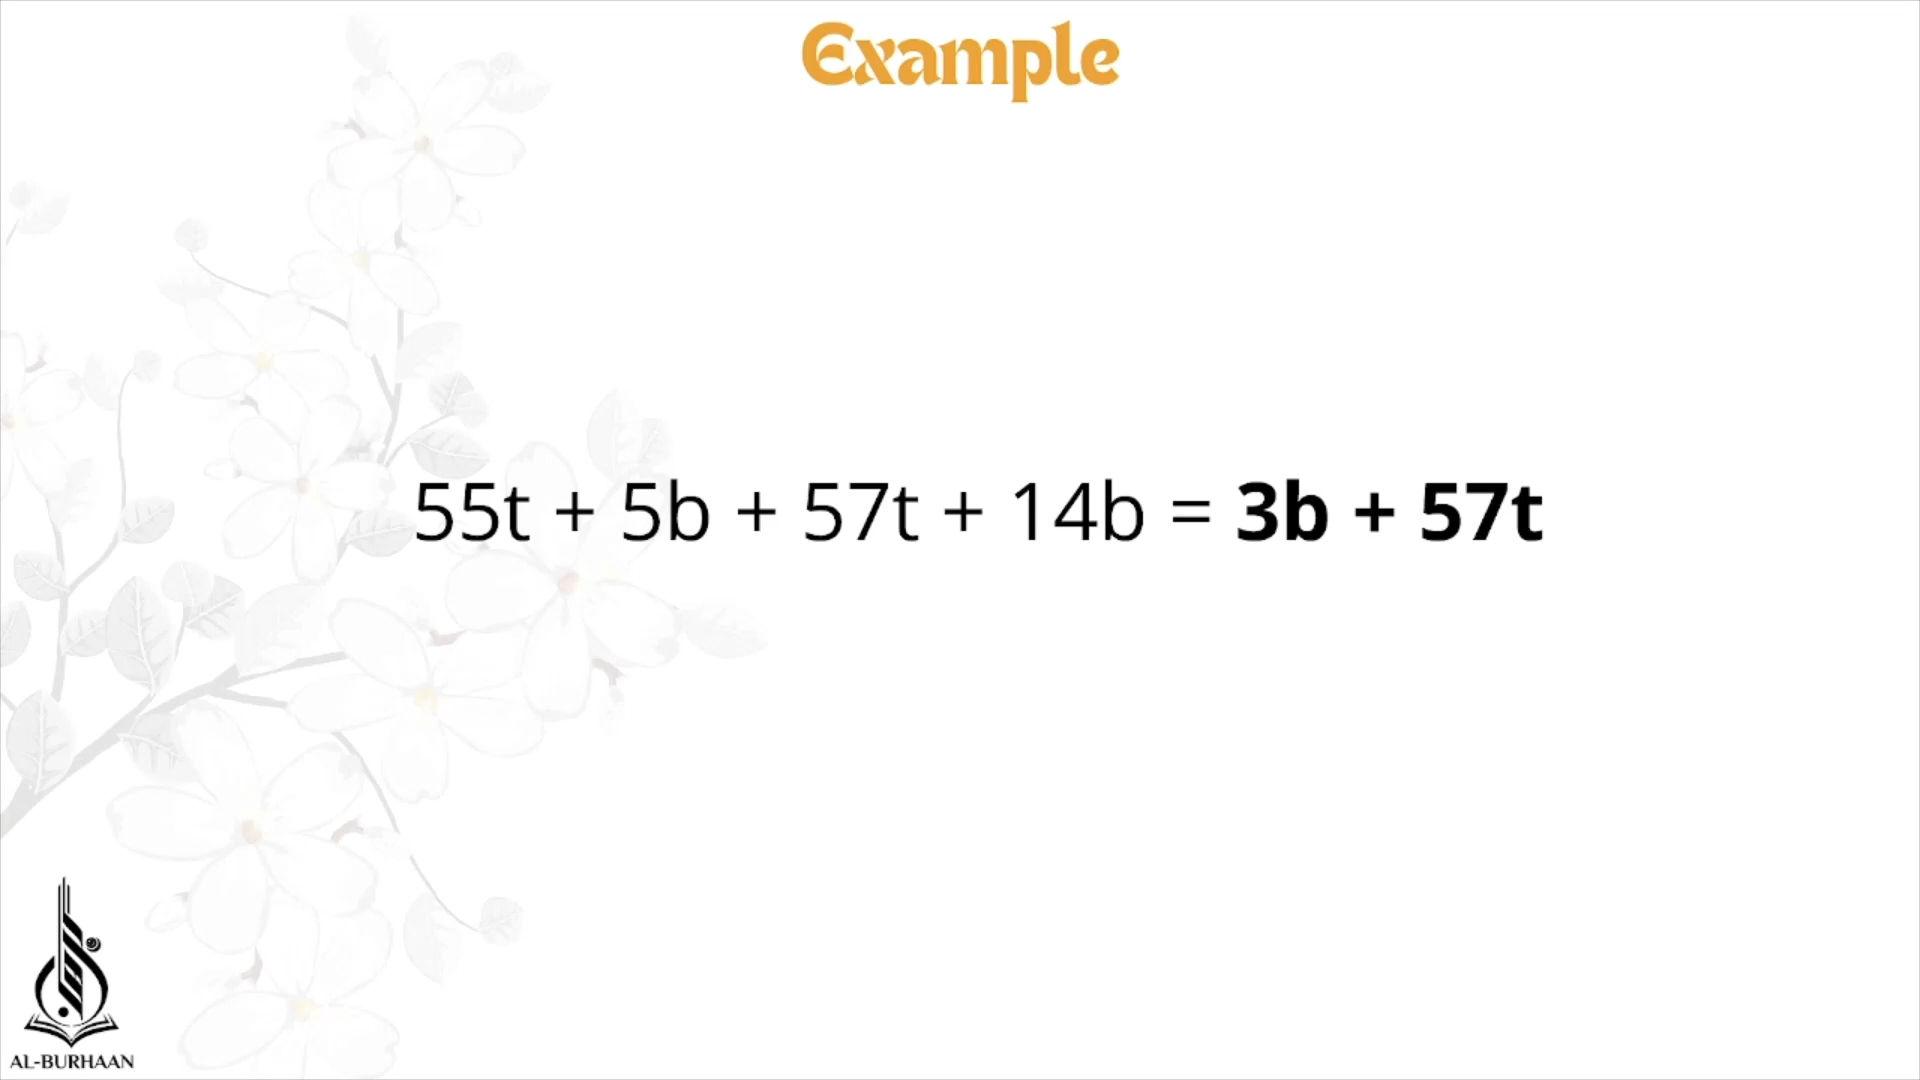 Example
55t + 5b + 57t + 14b = 3b + 57t
AL-BURHAAN